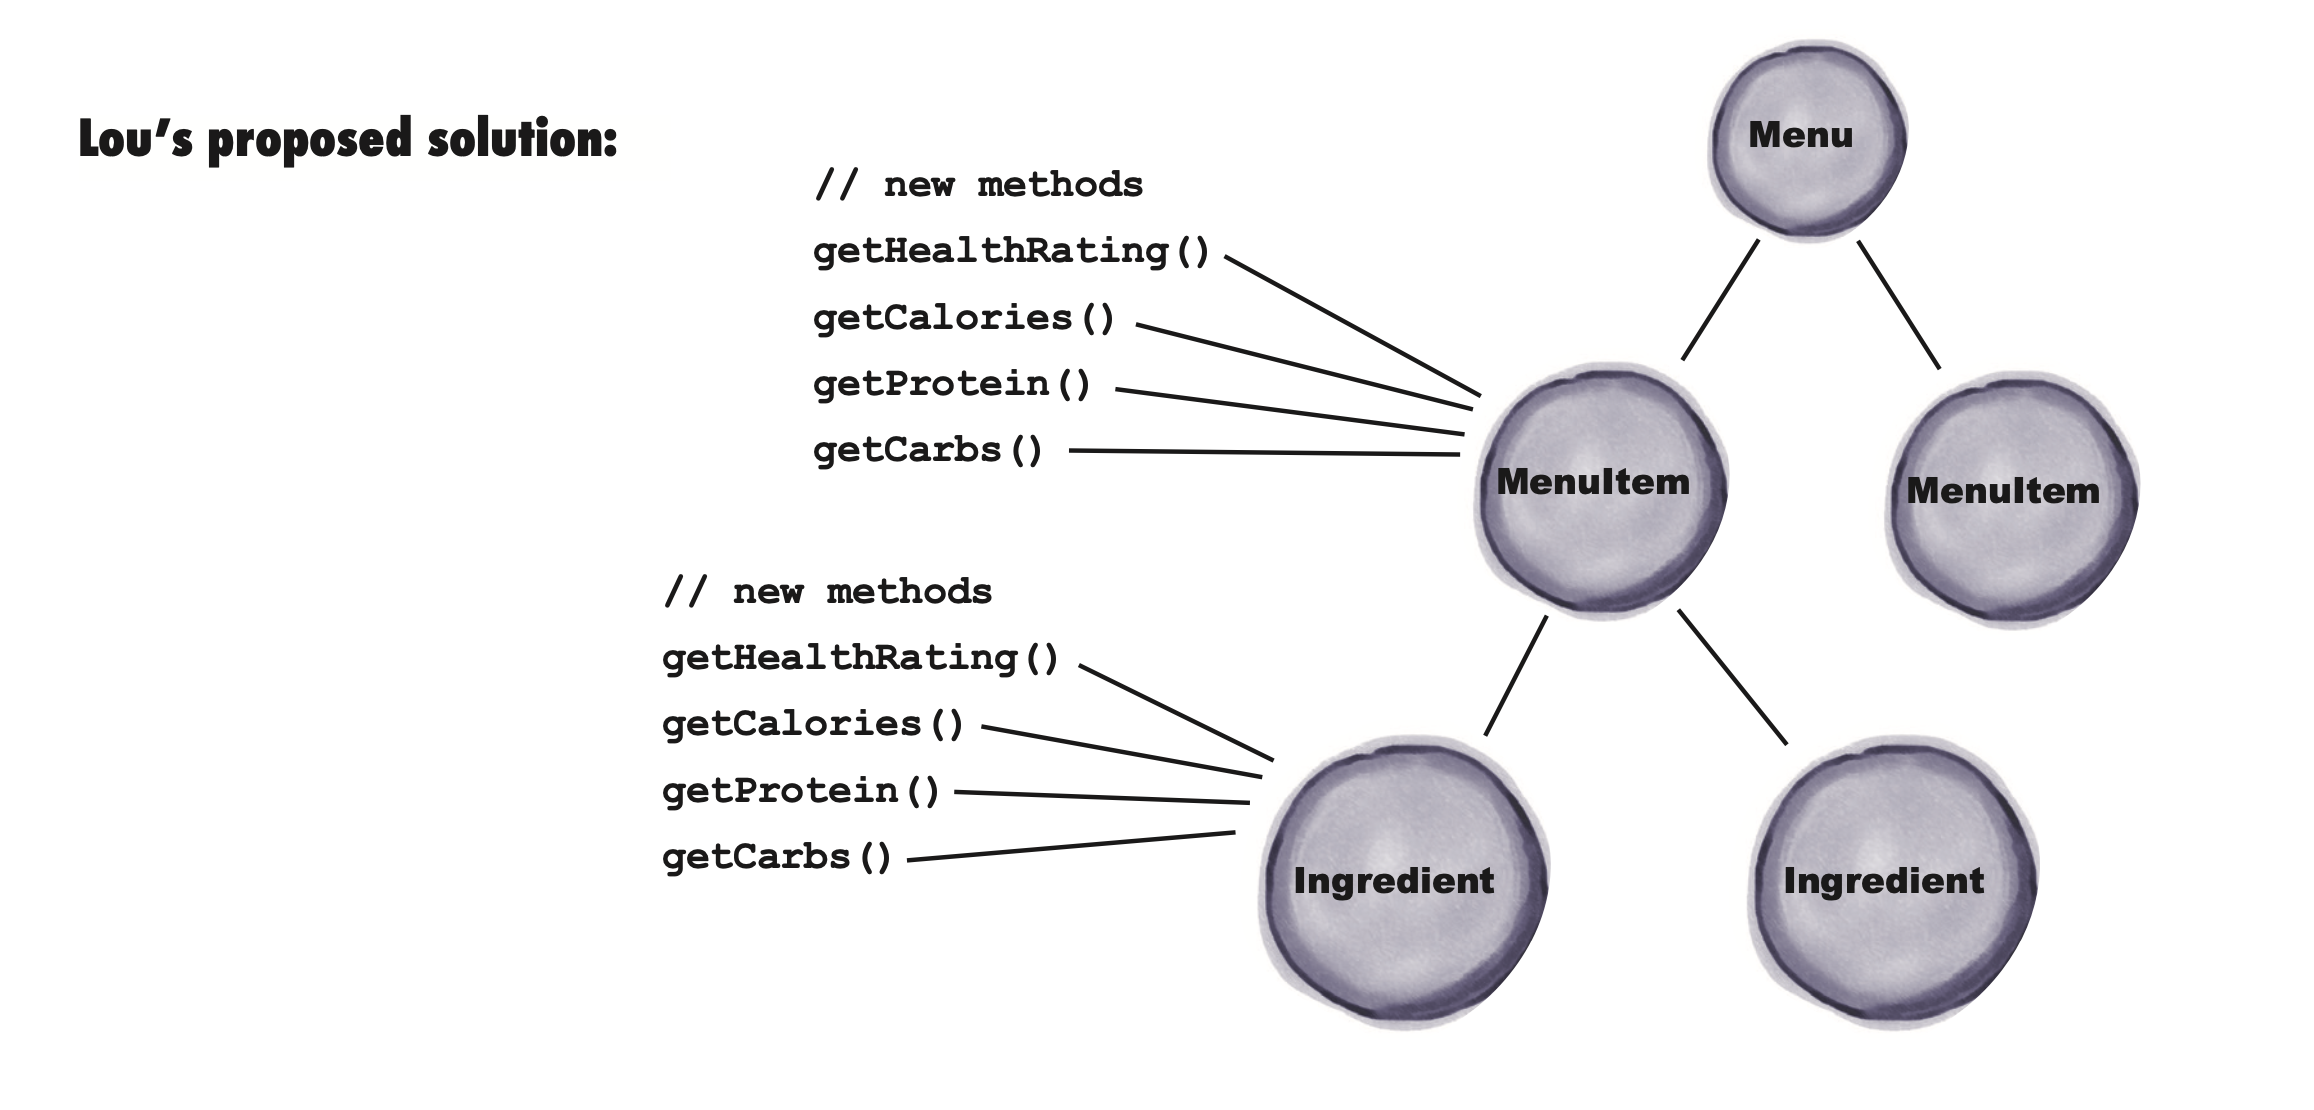 Lou’s proposed solution:
// new methods
getHealthRating()
getCalories()
getProtein()
getCarbs()
// new methods
getHealthRating()
getCalories()
getProtein()
getCarbs()
Menu
MenuItem
MenuItem
Ingredient
Ingredient